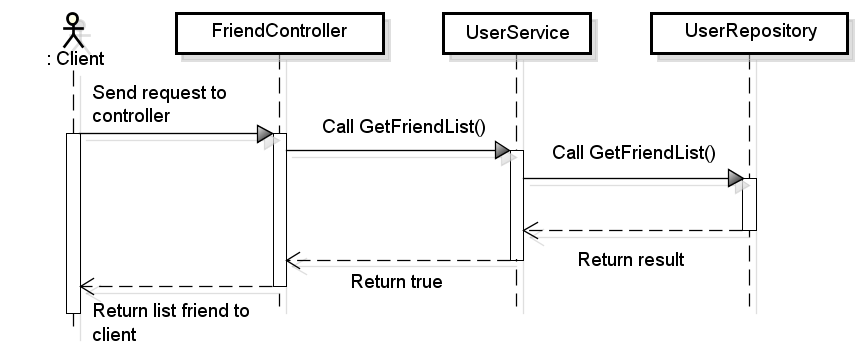 FriendController
UserService
UserRepository
: Client
Send request to
controller
Call GetFriendList()
Call GetFriendList()
Return result
Return true
Return list friend to
client